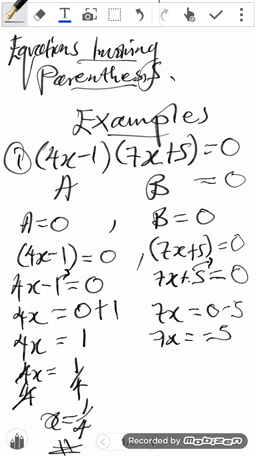 Equations Involving
Parenthesis.
Examples
① (4x-1)(7x+5)=0
A B = 0
A=0 , B=0
(4x-1)=0 , (7x+5)=0
4x-1=0 7x+5=0
4x=0+1 7x=0-5
4x=1 7x=-5
4x/4=1/4
x=1/4
Recorded by mobizen